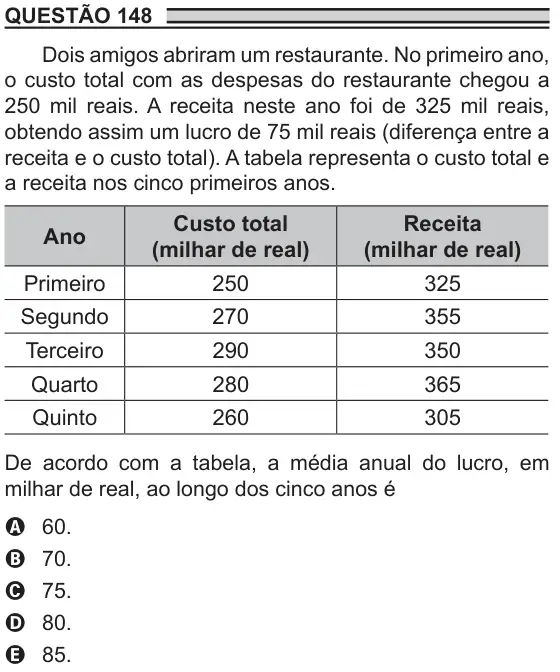 QUESTÃO 148
Dois amigos abriram um restaurante. No primeiro ano,
o custo total com as despesas do restaurante chegou a
250 mil reais. A receita neste ano foi de 325 mil reais,
obtendo assim um lucro de 75 mil reais (diferença entre a
receita e o custo total). A tabela representa o custo total e
a receita nos cinco primeiros anos.
Ano Custo total (milhar de real) Receita (milhar de real)
Primeiro 250 325
Segundo 270 355
Terceiro 290 350
Quarto 280 365
Quinto 260 305
De acordo com a tabela, a média anual do lucro, em
milhar de real, ao longo dos cinco anos é
A 60.
B 70.
C 75.
D 80.
E 85.